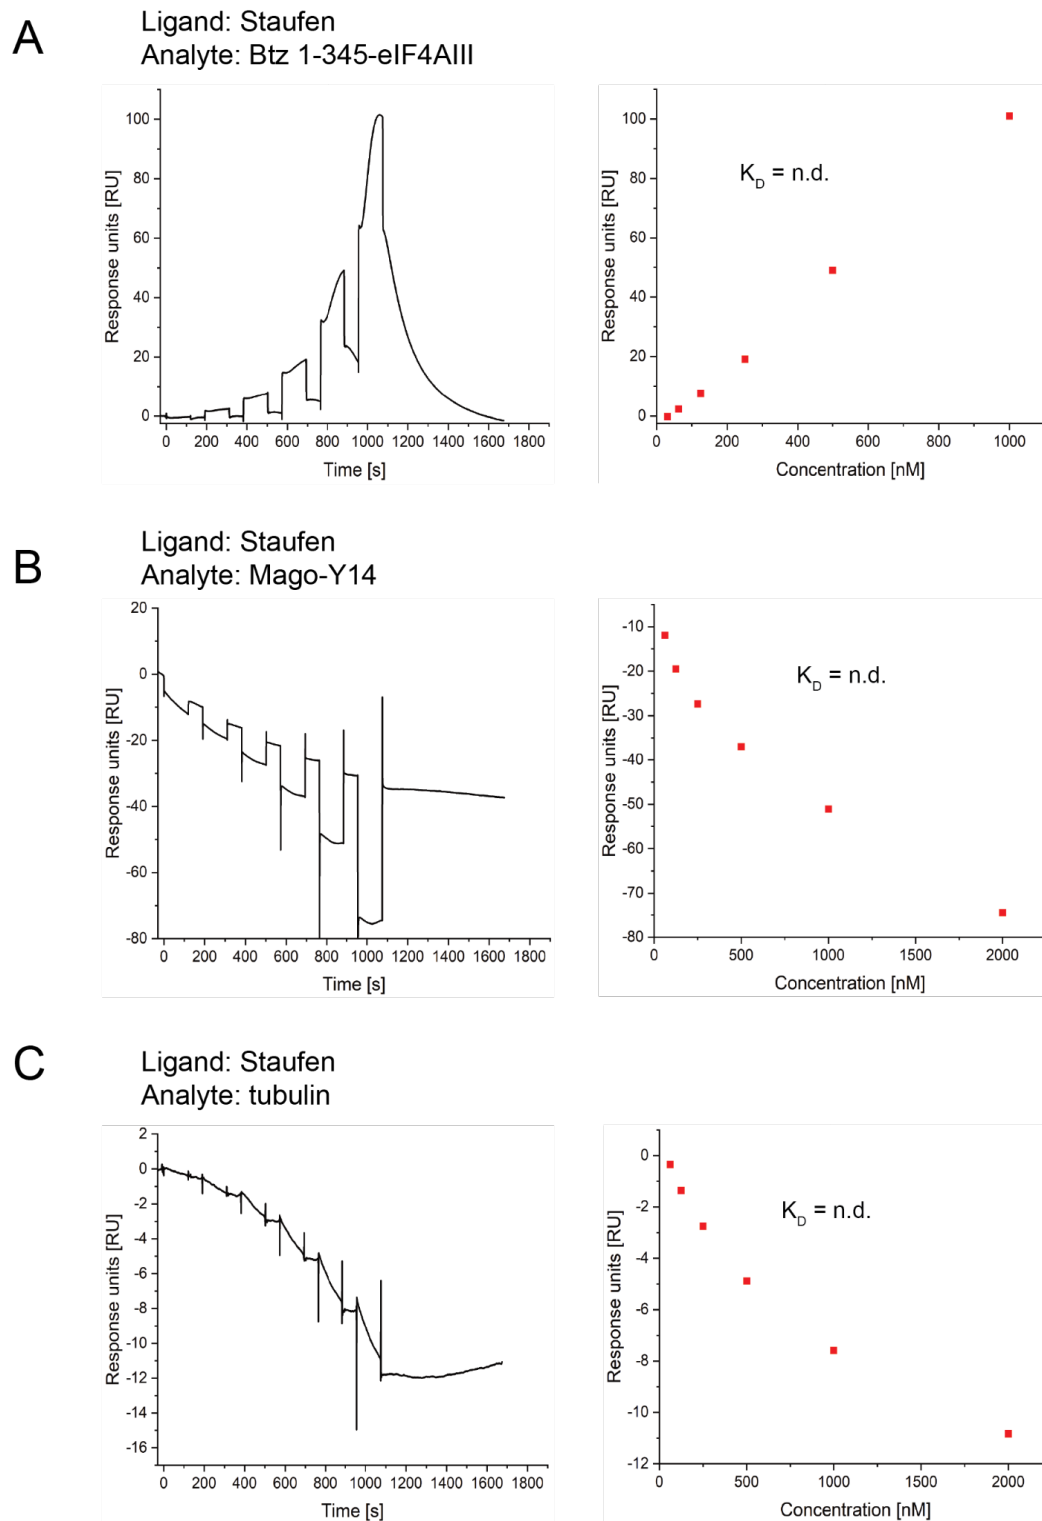 A
Ligand: Staufen
Analyte: Btz 1-345-eIF4AIII
Response units [RU]
100
80
60
40
20
0
0 200 400 600 800 1000 1200 1400 1600 1800
Time [s]
Response units [RU]
100
80
60
40
20
0
K_D = n.d.
0 200 400 600 800 1000
Concentration [nM]
B
Ligand: Staufen
Analyte: Mago-Y14
Response units [RU]
20
0
-20
-40
-60
-80
0 200 400 600 800 1000 1200 1400 1600 1800
Time [s]
Response units [RU]
-10
-20
-30
-40
-50
-60
-70
-80
K_D = n.d.
0 500 1000 1500 2000
Concentration [nM]
C
Ligand: Staufen
Analyte: tubulin
Response units [RU]
2
0
-2
-4
-6
-8
-10
-12
-14
-16
0 200 400 600 800 1000 1200 1400 1600 1800
Time [s]
Response units [RU]
0
-2
-4
-6
-8
-10
-12
K_D = n.d.
0 500 1000 1500 2000
Concentration [nM]